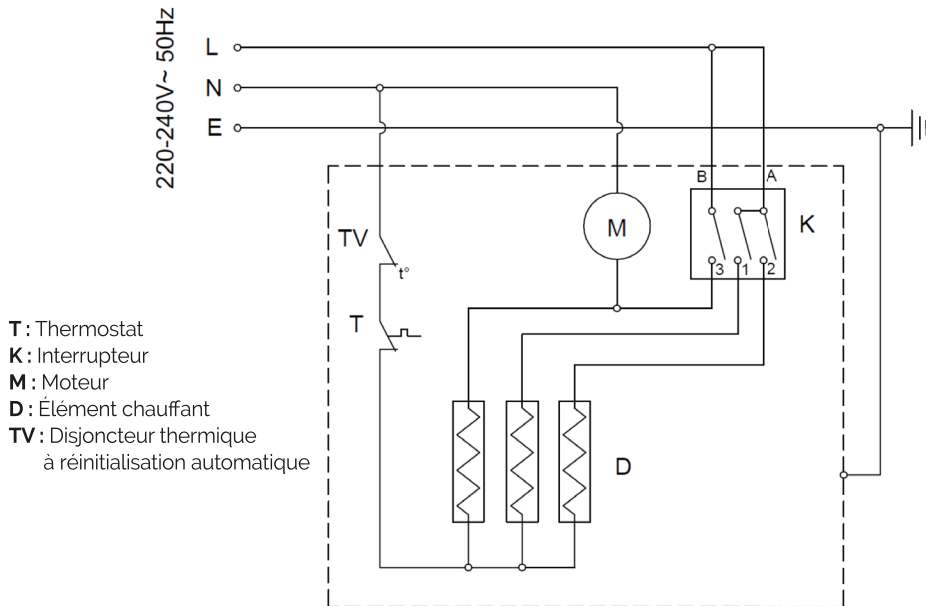 220-240V~ 50Hz
L
N
E
B
A
K
3
1
2
M
TV
t°
T
D
T : Thermostat
K : Interrupteur
M : Moteur
D : Élément chauffant
TV : Disjoncteur thermique
à réinitialisation automatique